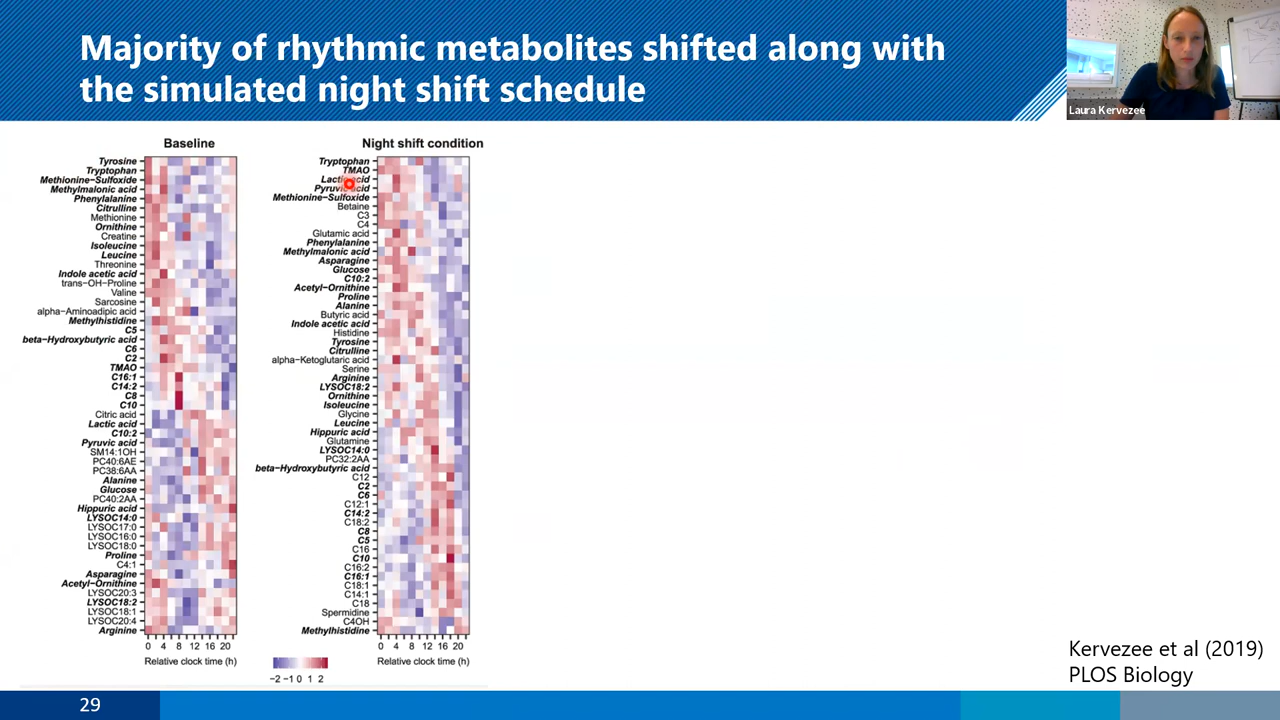 Majority of rhythmic metabolites shifted along with
the simulated night shift schedule
Laura Kervezee
Baseline
Tyrosine
Tryptophan
Methionine-Sulfoxide
Methylmalonic acid
Phenylalanine
Citrulline
Methionine
Ornithine
Creatine
Isoleucine
Leucine
Threonine
Indole acetic acid
trans-OH-Proline
Valine
Sarcosine
alpha-Aminoadipic acid
Methylhistidine
C5
beta-Hydroxybutyric acid
C6
C2
TMAO
C16:1
C14:2
C8
C10
Citric acid
Lactic acid
C10:2
Pyruvic acid
SM14:1OH
PC40:6AE
PC38:6AA
Alanine
Glucose
PC40:2AA
Hippuric acid
LYSOC14:0
LYSOC17:0
LYSOC16:0
LYSOC18:0
Proline
C4:1
Asparagine
Acetyl-Ornithine
LYSOC20:3
LYSOC18:2
LYSOC18:1
LYSOC20:4
Arginine
0 4 8 12 16 20
Relative clock time (h)
Night shift condition
Tryptophan
TMAO
Lactic acid
Pyruvic acid
Methionine-Sulfoxide
Betaine
C3
C4
Glutamic acid
Phenylalanine
Methylmalonic acid
Asparagine
Glucose
C10:2
Acetyl-Ornithine
Proline
Alanine
Butyric acid
Indole acetic acid
Histidine
Tyrosine
Citrulline
alpha-Ketoglutaric acid
Serine
Arginine
LYSOC18:2
Ornithine
Isoleucine
Glycine
Leucine
Hippuric acid
Glutamine
LYSOC14:0
PC32:2AA
beta-Hydroxybutyric acid
C12
C2
C6
C12:1
C14:2
C18:2
C8
C5
C16
C10
C16:2
C16:1
C18:1
C14:1
C18
Spermidine
C4OH
Methylhistidine
0 4 8 12 16 20
Relative clock time (h)
-2 -1 0 1 2
Kervezee et al (2019)
PLOS Biology
29